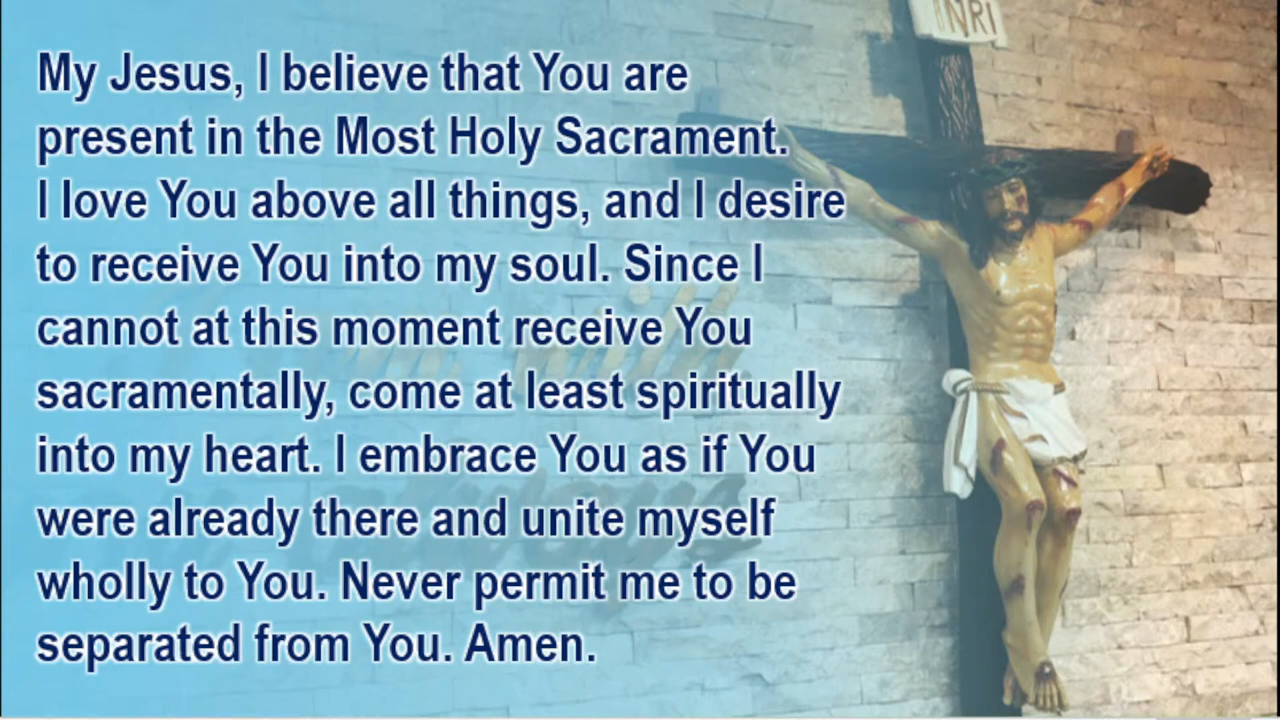 INRI
My Jesus, I believe that You are
present in the Most Holy Sacrament.
I love You above all things, and I desire
to receive You into my soul. Since I
cannot at this moment receive You
sacramentally, come at least spiritually
into my heart. I embrace You as if You
were already there and unite myself
wholly to You. Never permit me to be
separated from You. Amen.